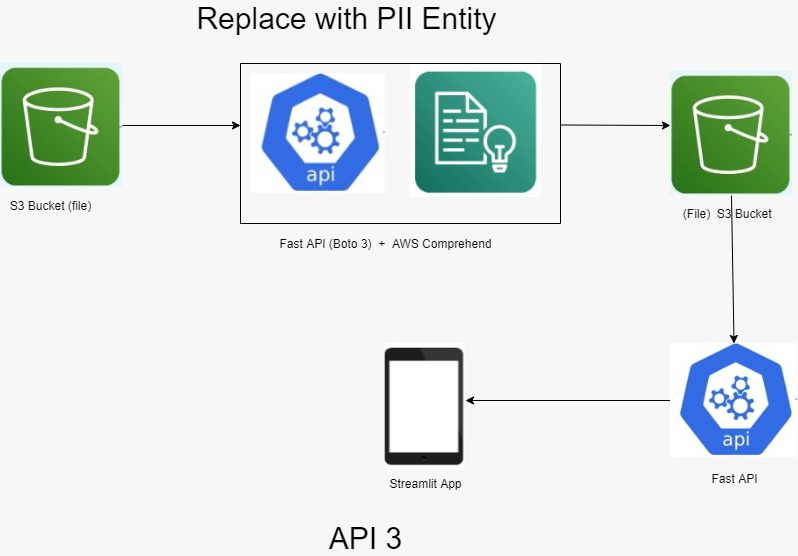 Replace with PII Entity
api
S3 Bucket (file)
(File) S3 Bucket
Fast API (Boto 3) + AWS Comprehend
api
Fast API
Streamlit App
API 3